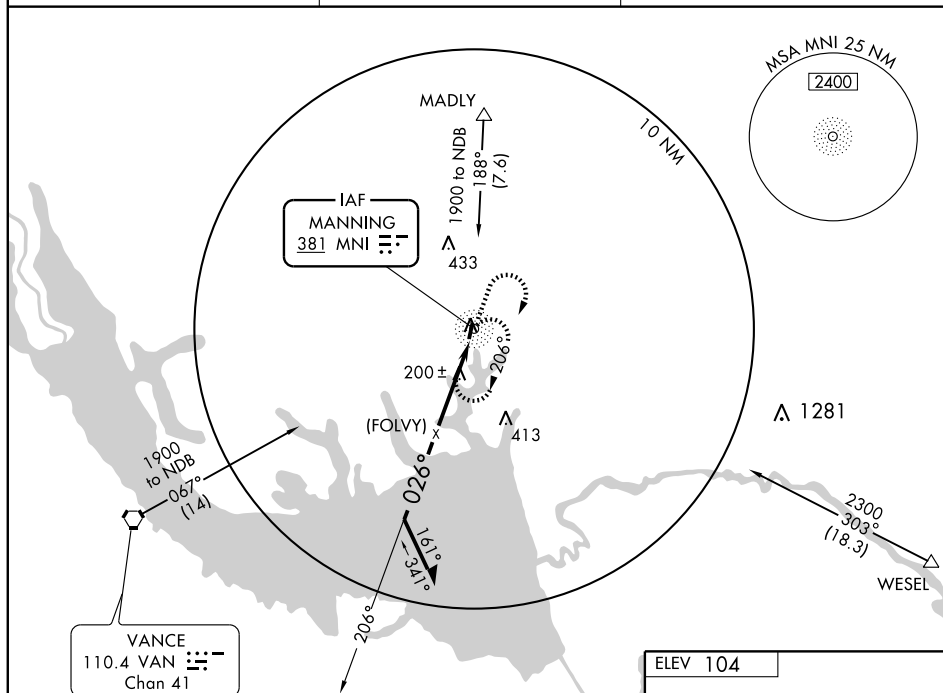 MSA MNI 25 NM
2400
MADLY
10 NM
1900 to NDB
188°
(7.6)
IAF
MANNING
381 MNI
433
206°
200 ±
(FOLVY)
X
413
1281
1900
to NDB
067°
(14)
026°
2300
303°
(18.3)
161°
341°
WESEL
206°
VANCE
110.4 VAN
Chan 41
ELEV 104